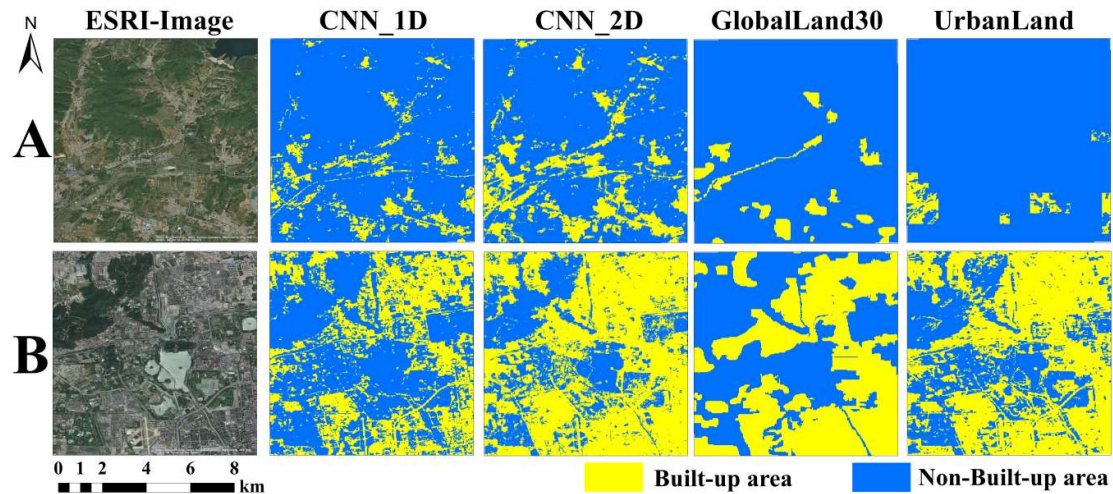 ESRI-Image CNN_1D CNN_2D GlobalLand30 UrbanLand
N
A
B
0 1 2 4 6 8
km
Built-up area Non-Built-up area